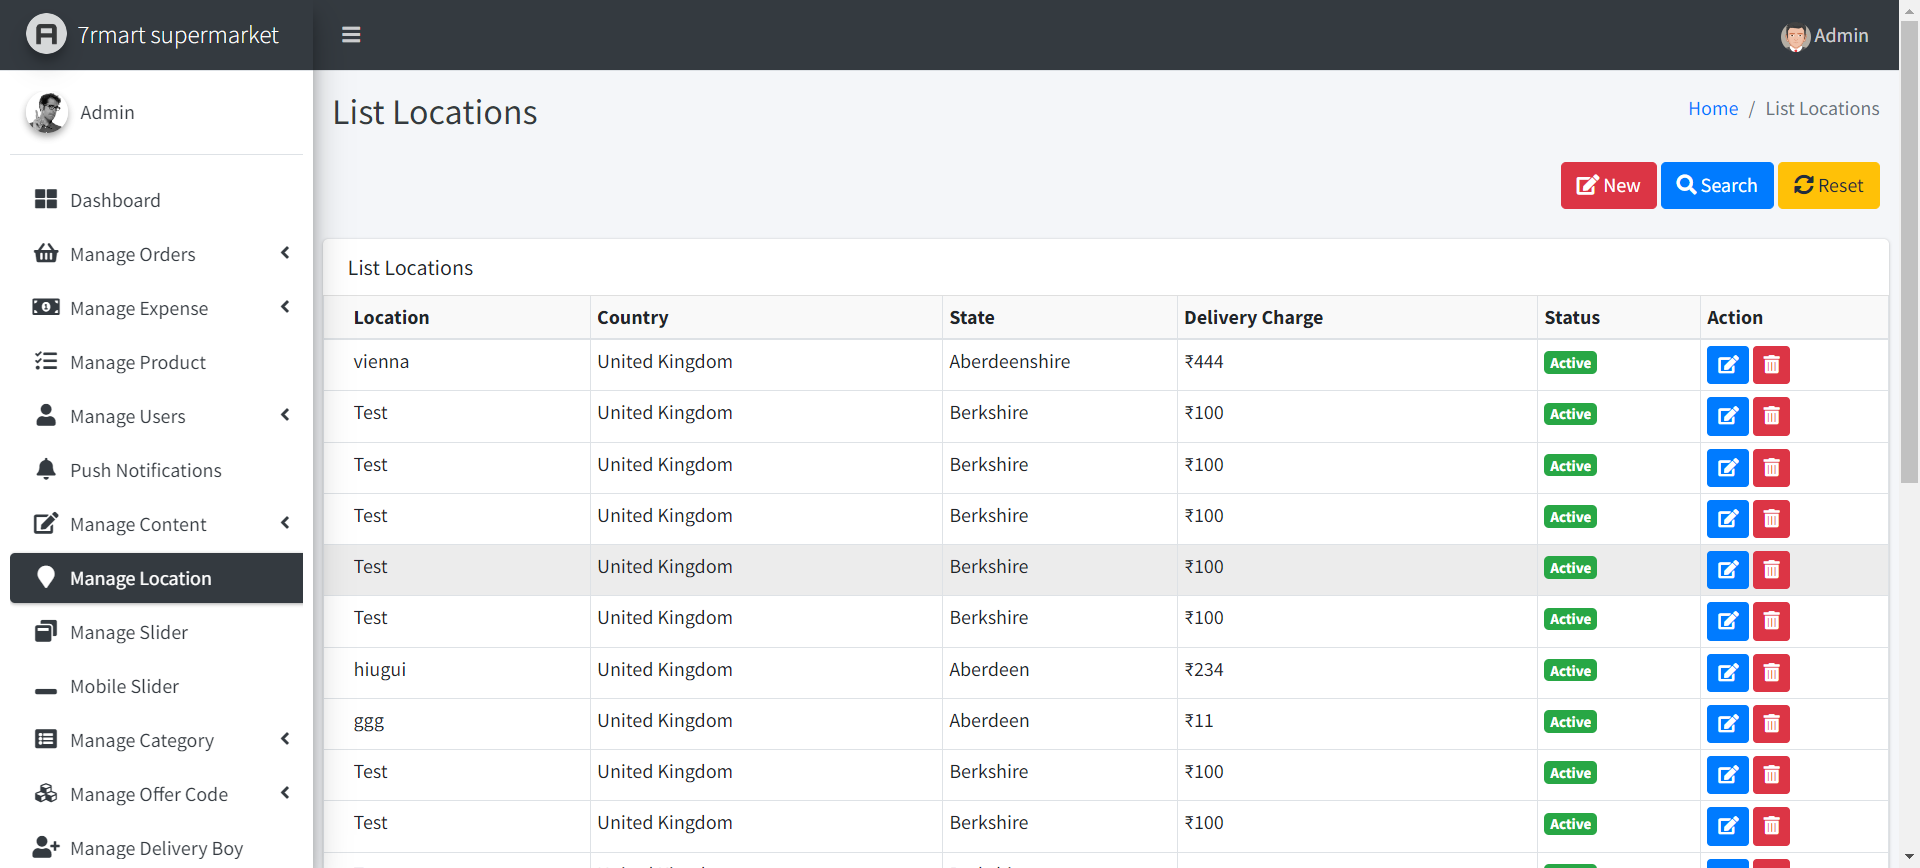 7rmart supermarket
Admin
Admin
List Locations
Home / List Locations
New Search Reset
Dashboard
Manage Orders
Manage Expense
Manage Product
Manage Users
Push Notifications
Manage Content
Manage Location
Manage Slider
Mobile Slider
Manage Category
Manage Offer Code
Manage Delivery Boy
List Locations
Location Country State Delivery Charge Status Action
vienna United Kingdom Aberdeenshire ₹444 Active
Test United Kingdom Berkshire ₹100 Active
Test United Kingdom Berkshire ₹100 Active
Test United Kingdom Berkshire ₹100 Active
Test United Kingdom Berkshire ₹100 Active
Test United Kingdom Berkshire ₹100 Active
hiugui United Kingdom Aberdeen ₹234 Active
ggg United Kingdom Aberdeen ₹11 Active
Test United Kingdom Berkshire ₹100 Active
Test United Kingdom Berkshire ₹100 Active